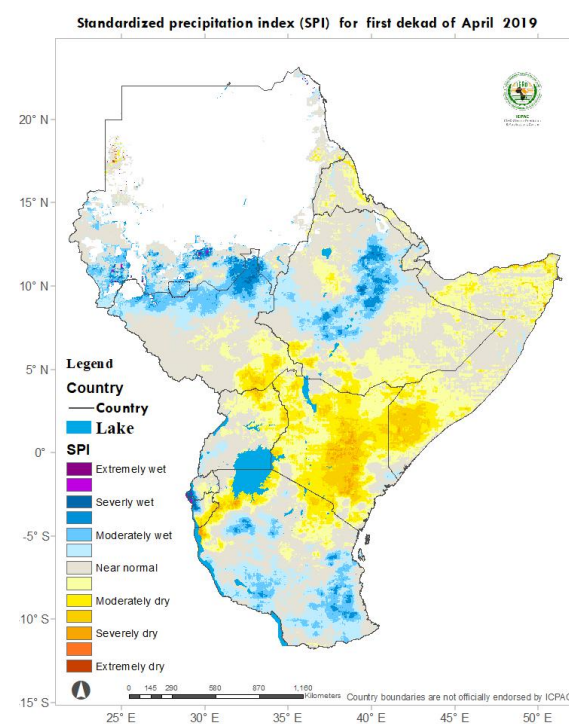 Standardized precipitation index (SPI) for first dekad of April 2019
20° N
15° N
10° N
5° N
0°
5° S
10° S
15° S
ICPAC
Legend
Country
Country
Lake
SPI
Extremely wet
Severly wet
Moderately wet
Near normal
Moderately dry
Severely dry
Extremely dry
0 145 290 580 870 1,160
Kilometers
Country boundaries are not officially endorsed by ICPAC
25° E 30° E 35° E 40° E 45° E 50° E